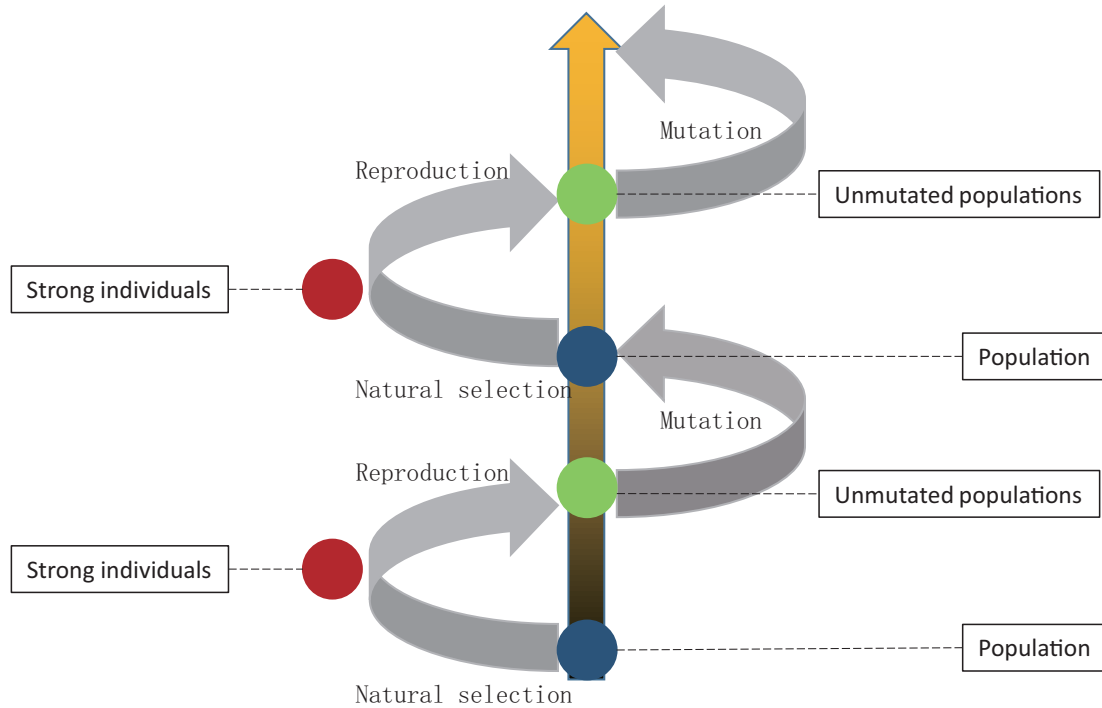 Mutation
Reproduction
Unmutated populations
Strong individuals
Population
Natural selection
Mutation
Reproduction
Unmutated populations
Strong individuals
Population
Natural selection